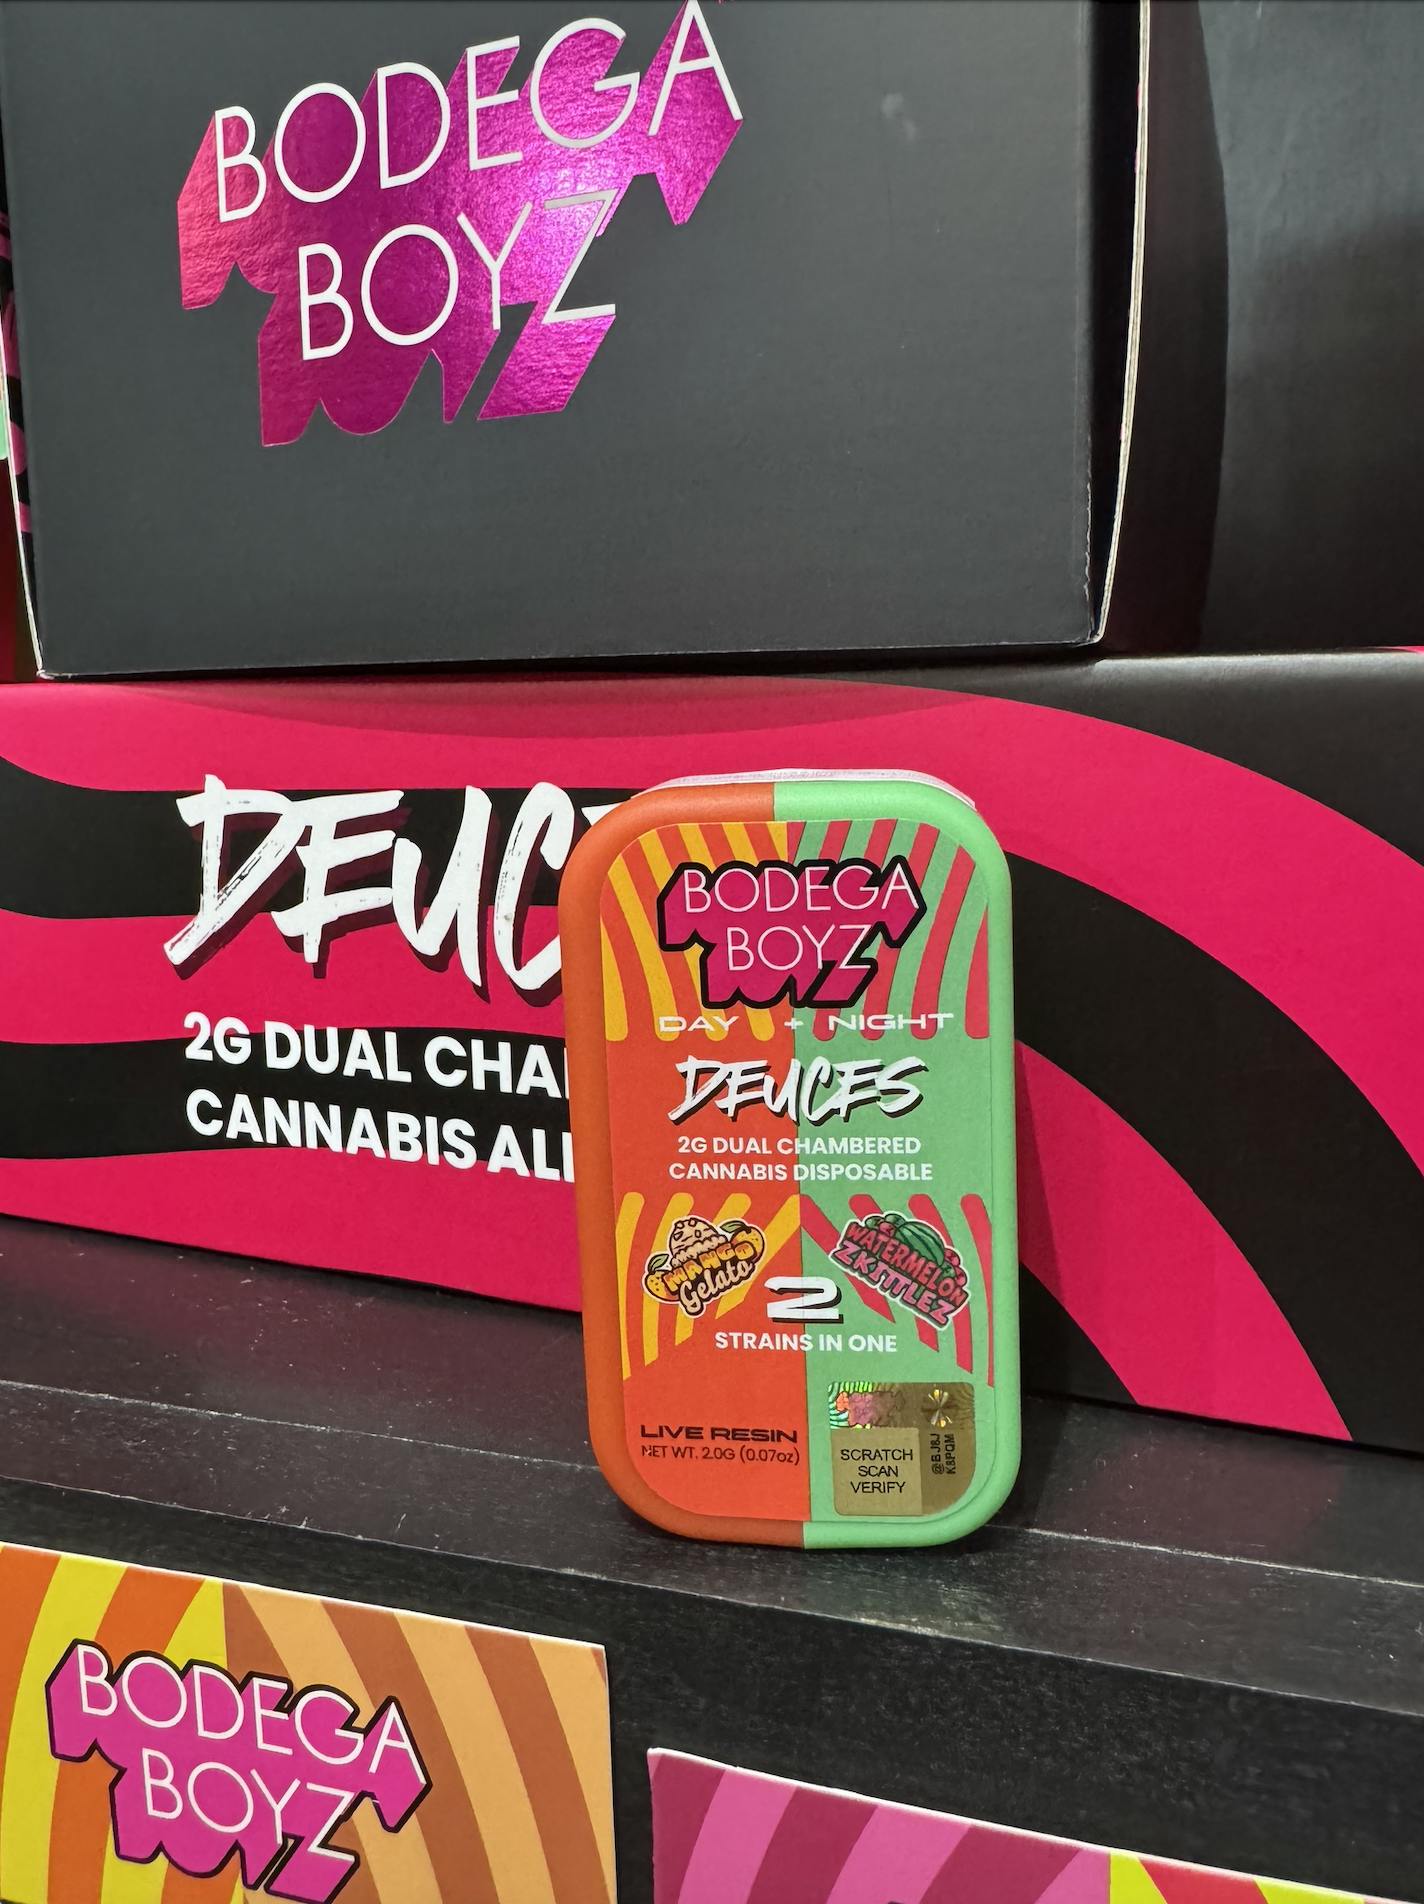 BODEGA
BOYZ
DEUC
2G DUAL CHA
CANNABIS AL
BODEGA
BOYZ
DAY + NIGHT
DEUCES
2G DUAL CHAMBERED
CANNABIS DISPOSABLE
MANGO
Gelato
WATERMELON
ZKITTLEZ
2
STRAINS IN ONE
LIVE RESIN
NET WT. 2.0G (0.07oz)
SCRATCH
SCAN
VERIFY
@BJ8J
K8PQM
BODEGA
BOYZ